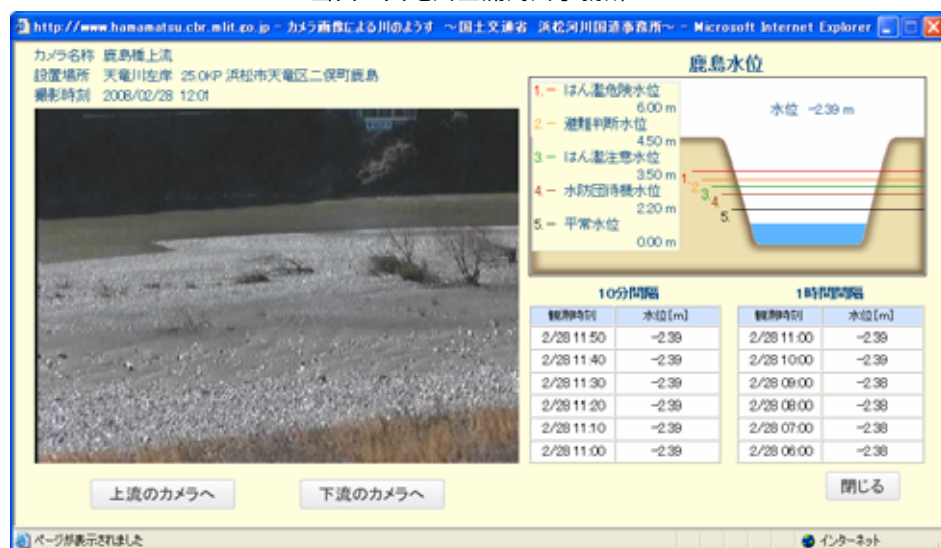 http://www.hamamatsu.cbr.mlit.go.jp - カメラ画像による川のようす ～国土交通省 浜松河川国道事務所～ - Microsoft Internet Explorer
カメラ名称 鹿島橋上流
設置場所 天竜川左岸 25.0KP 浜松市天竜区二俣町鹿島
撮影時刻 2008/02/28 12:01
鹿島水位
1.－ はん濫危険水位
6.00 m
2－ 避難判断水位
4.50 m
3.－ はん濫注意水位
3.50 m
4.－ 水防団待機水位
2.20 m
5.－ 平常水位
0.00 m
水位 -2.39 m
1.
2.
3.
4.
5.
10分間隔
観測時刻 水位[m]
2/28 11:50 -2.39
2/28 11:40 -2.39
2/28 11:30 -2.39
2/28 11:20 -2.39
2/28 11:10 -2.39
2/28 11:00 -2.39
1時間間隔
観測時刻 水位[m]
2/28 11:00 -2.39
2/28 10:00 -2.39
2/28 09:00 -2.38
2/28 08:00 -2.38
2/28 07:00 -2.38
2/28 06:00 -2.38
上流のカメラへ
下流のカメラへ
閉じる
ページが表示されました
インターネット